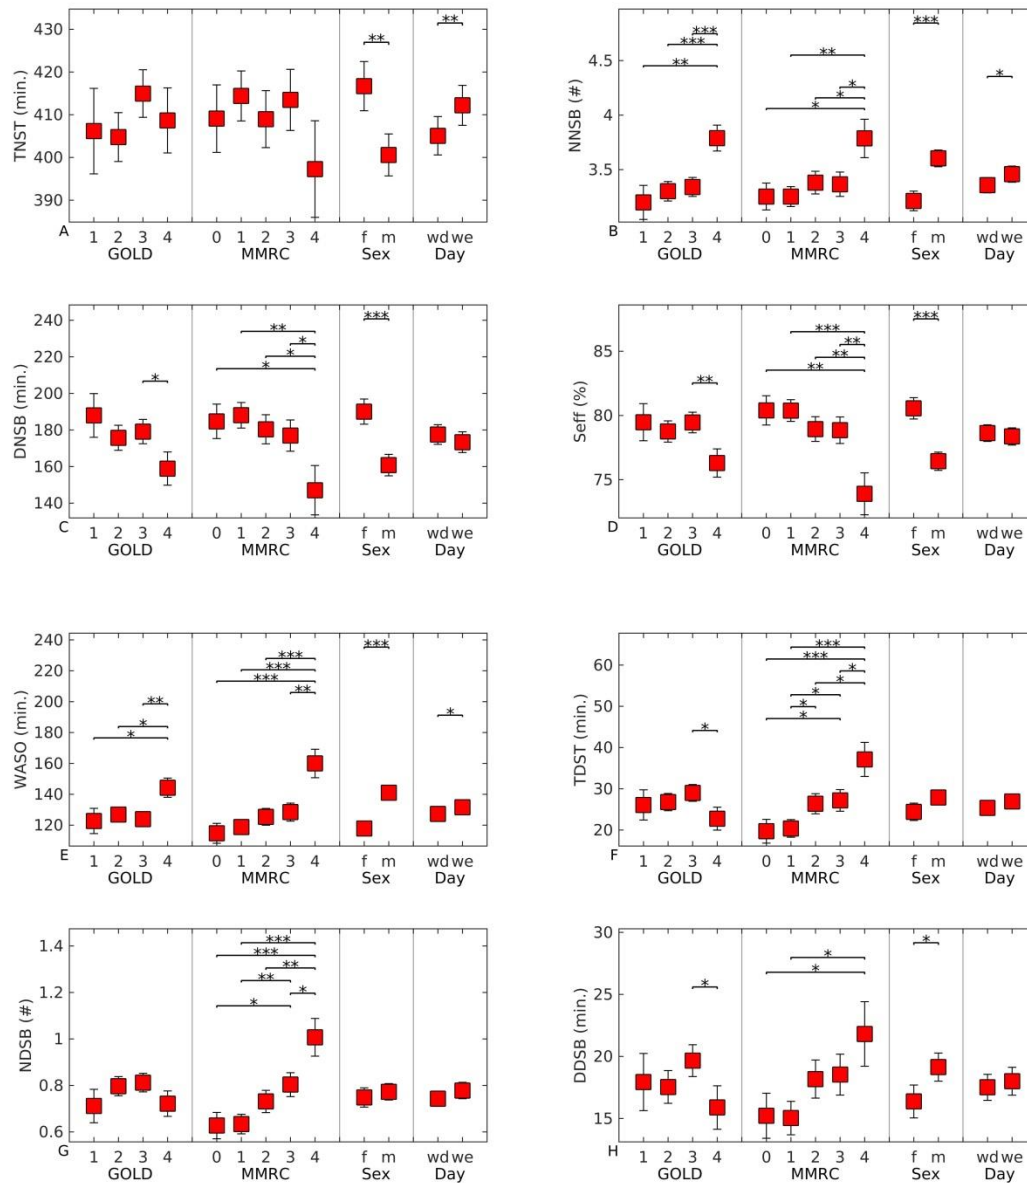 430
420
410
400
390
TNST (min.)
** **
A
1 2 3 4 0 1 2 3 4 f m wd we
GOLD MMRC Sex Day
4.5
4
3.5
NNSB (#)
***
***
**
**
*
*
*
***
*
B
1 2 3 4 0 1 2 3 4 f m wd we
GOLD MMRC Sex Day
240
220
200
180
160
140
DNSB (min.)
*
**
*
*
*
***
C
1 2 3 4 0 1 2 3 4 f m wd we
GOLD MMRC Sex Day
85
80
75
Seff (%)
**
***
**
**
**
***
D
1 2 3 4 0 1 2 3 4 f m wd we
GOLD MMRC Sex Day
240
220
200
180
160
140
120
WASO (min.)
**
*
*
***
***
***
**
***
*
E
1 2 3 4 0 1 2 3 4 f m wd we
GOLD MMRC Sex Day
60
50
40
30
20
TDST (min.)
*
***
***
*
*
*
*
*
F
1 2 3 4 0 1 2 3 4 f m wd we
GOLD MMRC Sex Day
1.4
1.2
1
0.8
0.6
NDSB (#)
***
***
**
**
*
*
G
1 2 3 4 0 1 2 3 4 f m wd we
GOLD MMRC Sex Day
30
25
20
15
DDSB (min.)
*
*
*
*
H
1 2 3 4 0 1 2 3 4 f m wd we
GOLD MMRC Sex Day